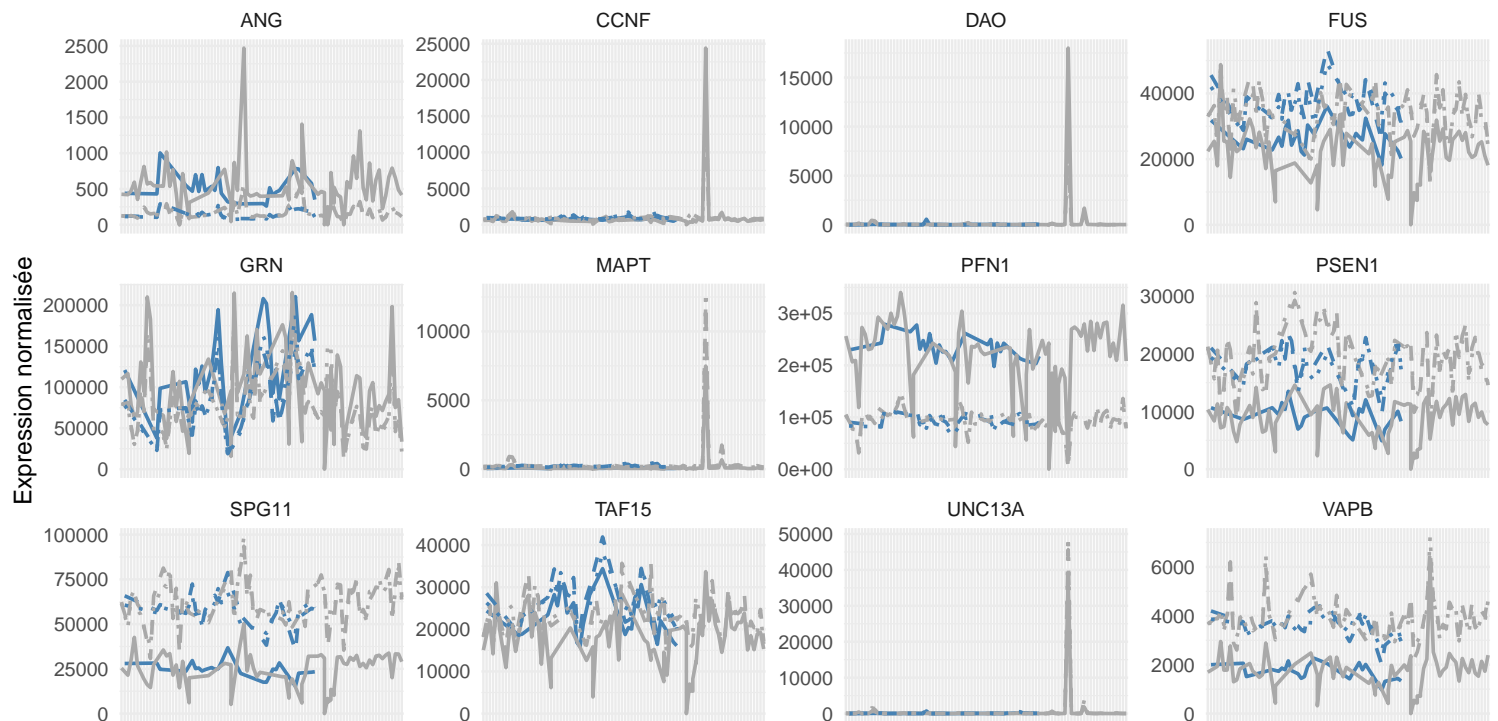 ANG CCNF DAO FUS
2500 25000 15000 40000
2000 20000 10000 20000
1500 15000 5000 0
1000 10000 0
500 5000
0 0
GRN MAPT PFN1 PSEN1
200000 10000 3e+05 30000
150000 5000 2e+05 20000
100000 0 1e+05 10000
50000 0e+00 0
0
SPG11 TAF15 UNC13A VAPB
100000 40000 50000 6000
75000 30000 40000 4000
50000 20000 30000 2000
25000 10000 20000 0
0 0 10000
0
Expression normalisée